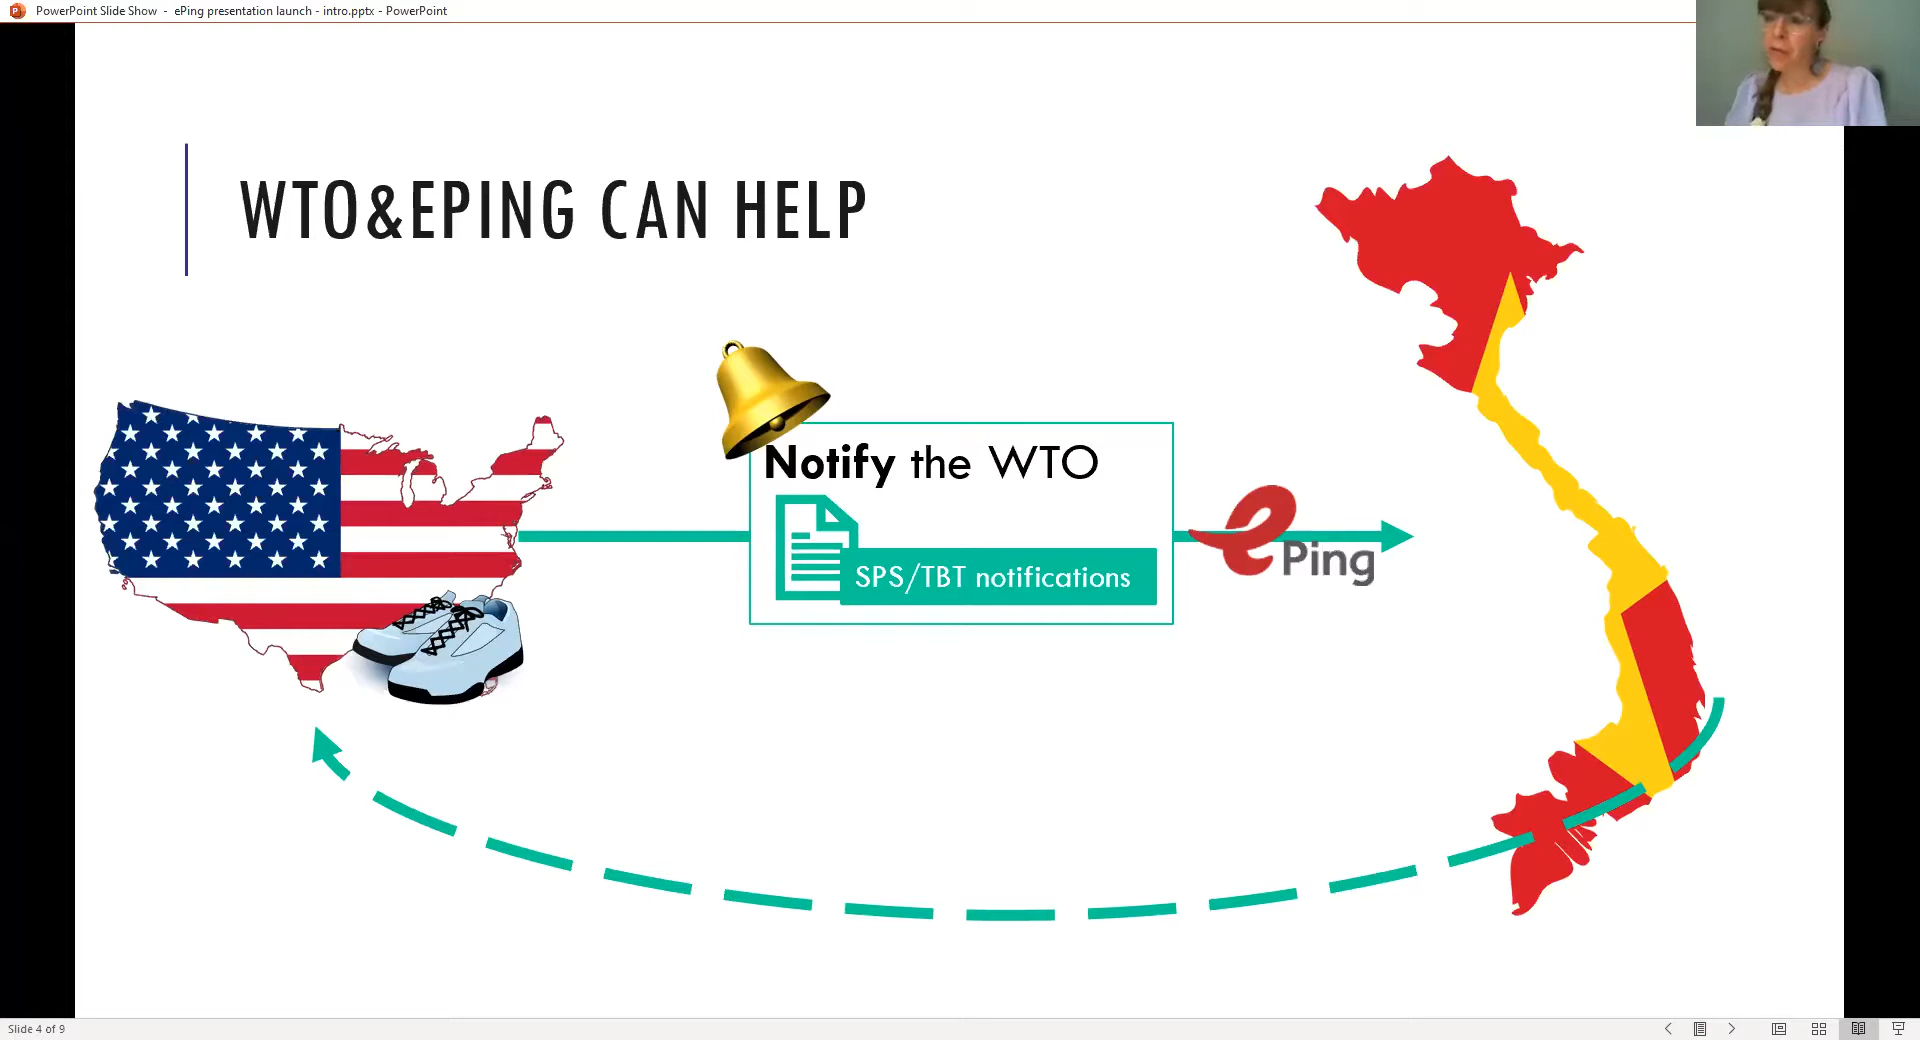 PowerPoint Slide Show - ePing presentation launch - intro.pptx - PowerPoint
WTO&EPING CAN HELP
Notify the WTO
SPS/TBT notifications
ePing
Slide 4 of 9